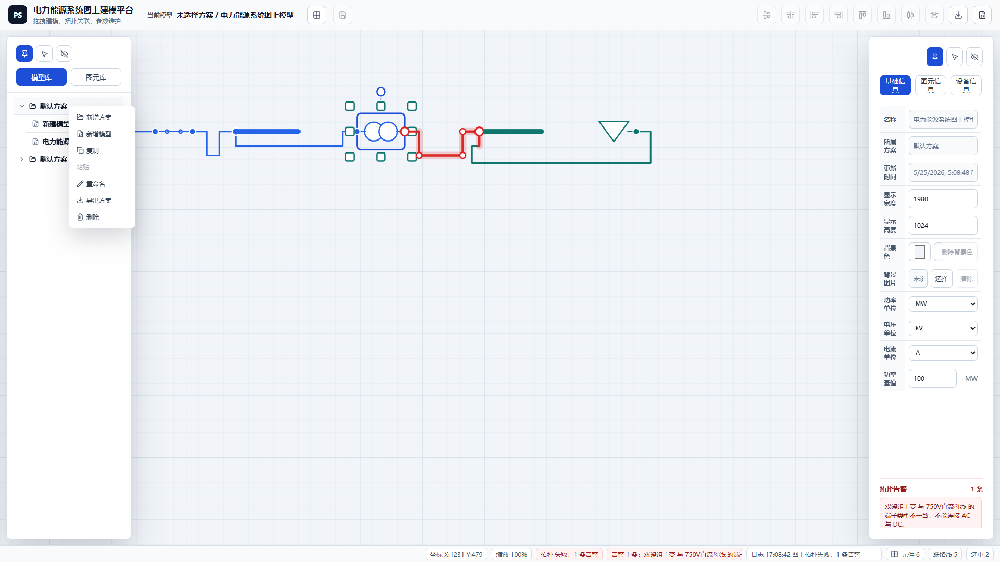 PS
电力能源系统图上建模平台
拖拽建模、拓扑关联、参数维护
当前模型 未选择方案 / 电力能源系统图上模型
模型库 图元库
默认方案
新建模型
电力能源
默认方案
新增方案
新增模型
复制
粘贴
重命名
导出方案
删除
基础信息
图元信息
设备信息
名称 电力能源系统图上模型
所属方案 默认方案
更新时间 5/25/2026, 5:08:48
显示宽度 1980
显示高度 1024
背景色 删除背景色
背景图片 未 选择 清除
功率单位 MW
电压单位 kV
电流单位 A
功率基值 100 MW
拓扑告警 1 条
双绕组主变 与 750V直流母线 的
端子类型不一致，不能连接 AC
与 DC。
坐标 X:1231 Y:479
缩放 100%
拓扑 失败，1 条告警
告警 1 条：双绕组主变 与 750V直流母线 的端
日志 17:08:42 图上拓扑失败，1 条告警
元件 6
联络线 5
选中 2